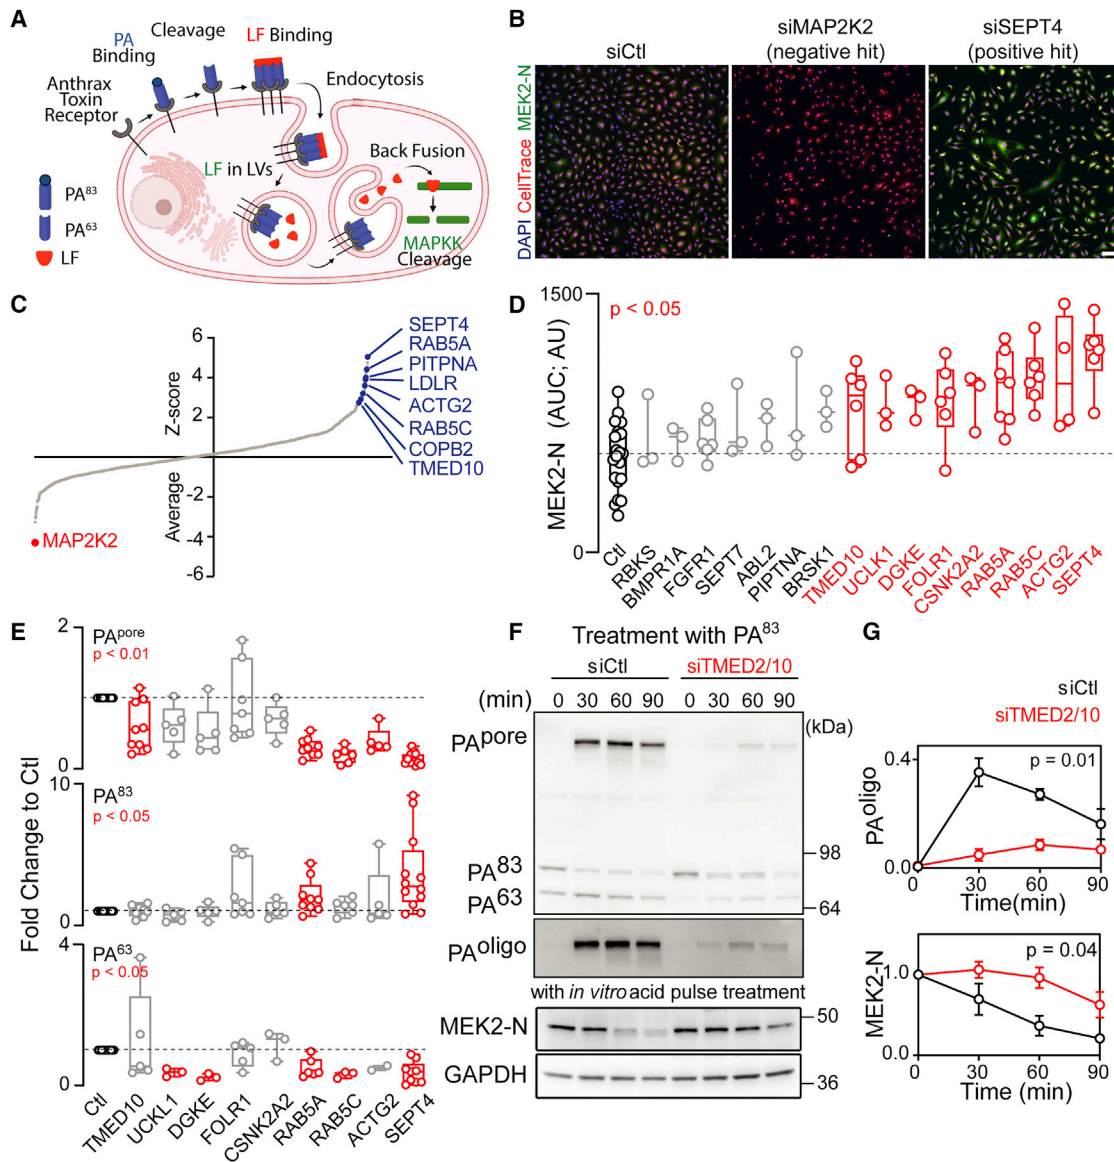 A
PA
Binding
Cleavage
LF Binding
Anthrax
Toxin
Receptor
Endocytosis
LF in LVs
Back Fusion
PA83
PA63
LF
MAPKK
Cleavage
B
siCtl
siMAP2K2
(negative hit)
siSEPT4
(positive hit)
DAPI CellTrace MEK2-N
C
Average Z-score
6
4
2
0
-2
-4
-6
SEPT4
RAB5A
PITPNA
LDLR
ACTG2
RAB5C
COPB2
TMED10
MAP2K2
D
MEK2-N (AUC; AU)
1500
0
p < 0.05
Ctl
RBKS
BMPR1A
FGFR1
SEPT7
ABL2
PIPTNA
BRSK1
TMED10
UCLK1
DGKE
FOLR1
CSNK2A2
RAB5A
RAB5C
ACTG2
SEPT4
E
Fold Change to Ctl
2
PApore
p < 0.01
1
0
10
PA83
p < 0.05
1
0
4
PA63
p < 0.05
1
0
Ctl
TMED10
UCKL1
DGKE
FOLR1
CSNK2A2
RAB5A
RAB5C
ACTG2
SEPT4
F
Treatment with PA83
siCtl
siTMED2/10
(min) 0 30 60 90 0 30 60 90
(kDa)
PApore
PA83
98
PA63
64
PAoligo
with in vitro acid pulse treatment
MEK2-N
50
GAPDH
36
G
siCtl
siTMED2/10
PAoligo
0.4
0.0
p = 0.01
0 30 60 90
Time(min)
MEK2-N
1.0
0.0
p = 0.04
0 30 60 90
Time (min)